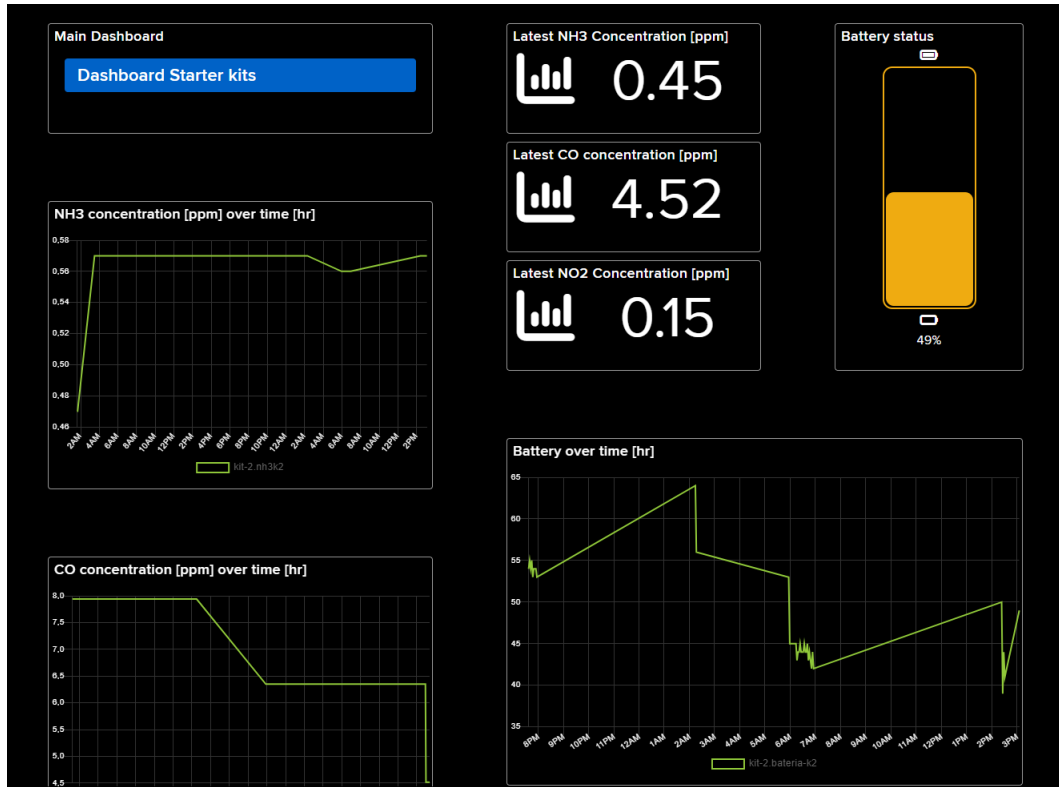 Main Dashboard
Dashboard Starter kits
Latest NH3 Concentration [ppm]
0.45
Latest CO concentration [ppm]
4.52
Latest NO2 Concentration [ppm]
0.15
Battery status
49%
NH3 concentration [ppm] over time [hr]
0,58
0,56
0,54
0,52
0,50
0,48
0,46
2AM 4AM 6AM 8AM 10AM 12PM 2PM 4PM 6PM 8PM 10PM 12AM 2AM 4AM 6AM 8AM 10AM 12PM 2PM
kit-2.nh3k2
Battery over time [hr]
65
60
55
50
45
40
35
8PM 9PM 10PM 11PM 12AM 1AM 2AM 3AM 4AM 5AM 6AM 7AM 8AM 9AM 10AM 11AM 12PM 1PM 2PM 3PM
kit-2.bateria-k2
CO concentration [ppm] over time [hr]
8,0
7,5
7,0
6,5
6,0
5,5
5,0
4,5